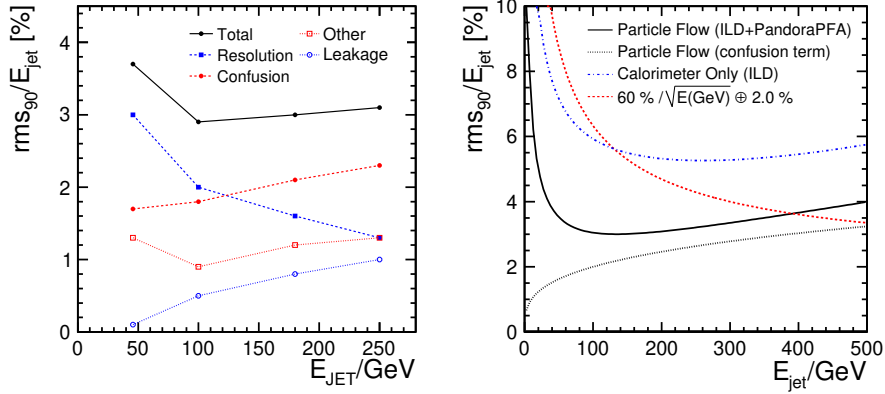 rms90/Ejet [%]
4
3
2
1
0
Total
Resolution
Confusion
Other
Leakage
0 50 100 150 200 250
EJET/GeV
rms90/Ejet [%]
10
8
6
4
2
0
Particle Flow (ILD+PandoraPFA)
Particle Flow (confusion term)
Calorimeter Only (ILD)
60 % /√E(GeV) ⊕ 2.0 %
0 100 200 300 400 500
Ejet/GeV